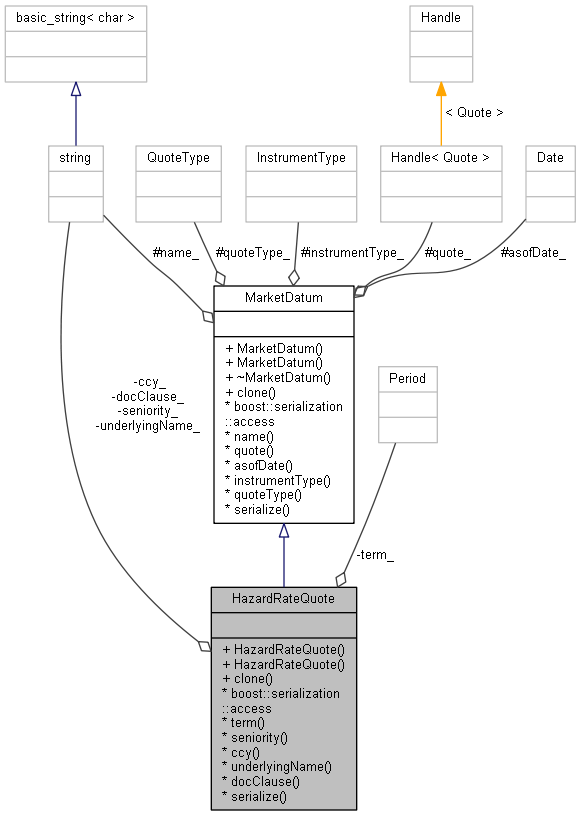 basic_string< char >
Handle
< Quote >
string
QuoteType
InstrumentType
Handle< Quote >
Date
#name_
#quoteType_
#instrumentType_
#quote_
#asofDate_
MarketDatum
+ MarketDatum()
+ MarketDatum()
+ ~MarketDatum()
+ clone()
* boost::serialization
::access
* name()
* quote()
* asofDate()
* instrumentType()
* quoteType()
* serialize()
-ccy_
-docClause_
-seniority_
-underlyingName_
Period
-term_
HazardRateQuote
+ HazardRateQuote()
+ HazardRateQuote()
+ clone()
* boost::serialization
::access
* term()
* seniority()
* ccy()
* underlyingName()
* docClause()
* serialize()